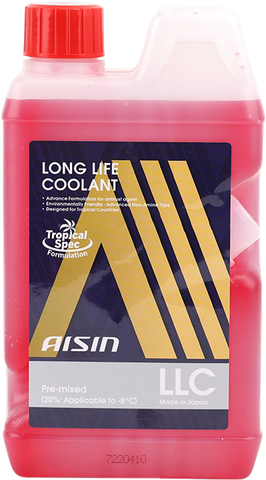 LONG LIFE
COOLANT
• Advance Formulation for antirust agent
• Environmentally Friendly - Advanced Non-Amine Type
• Designed for Tropical Countries
Tropical
Spec
Formulation
AISIN
Pre-mixed
(20%: Applicable to -8°C)
LLC
Made in Japan
7220410